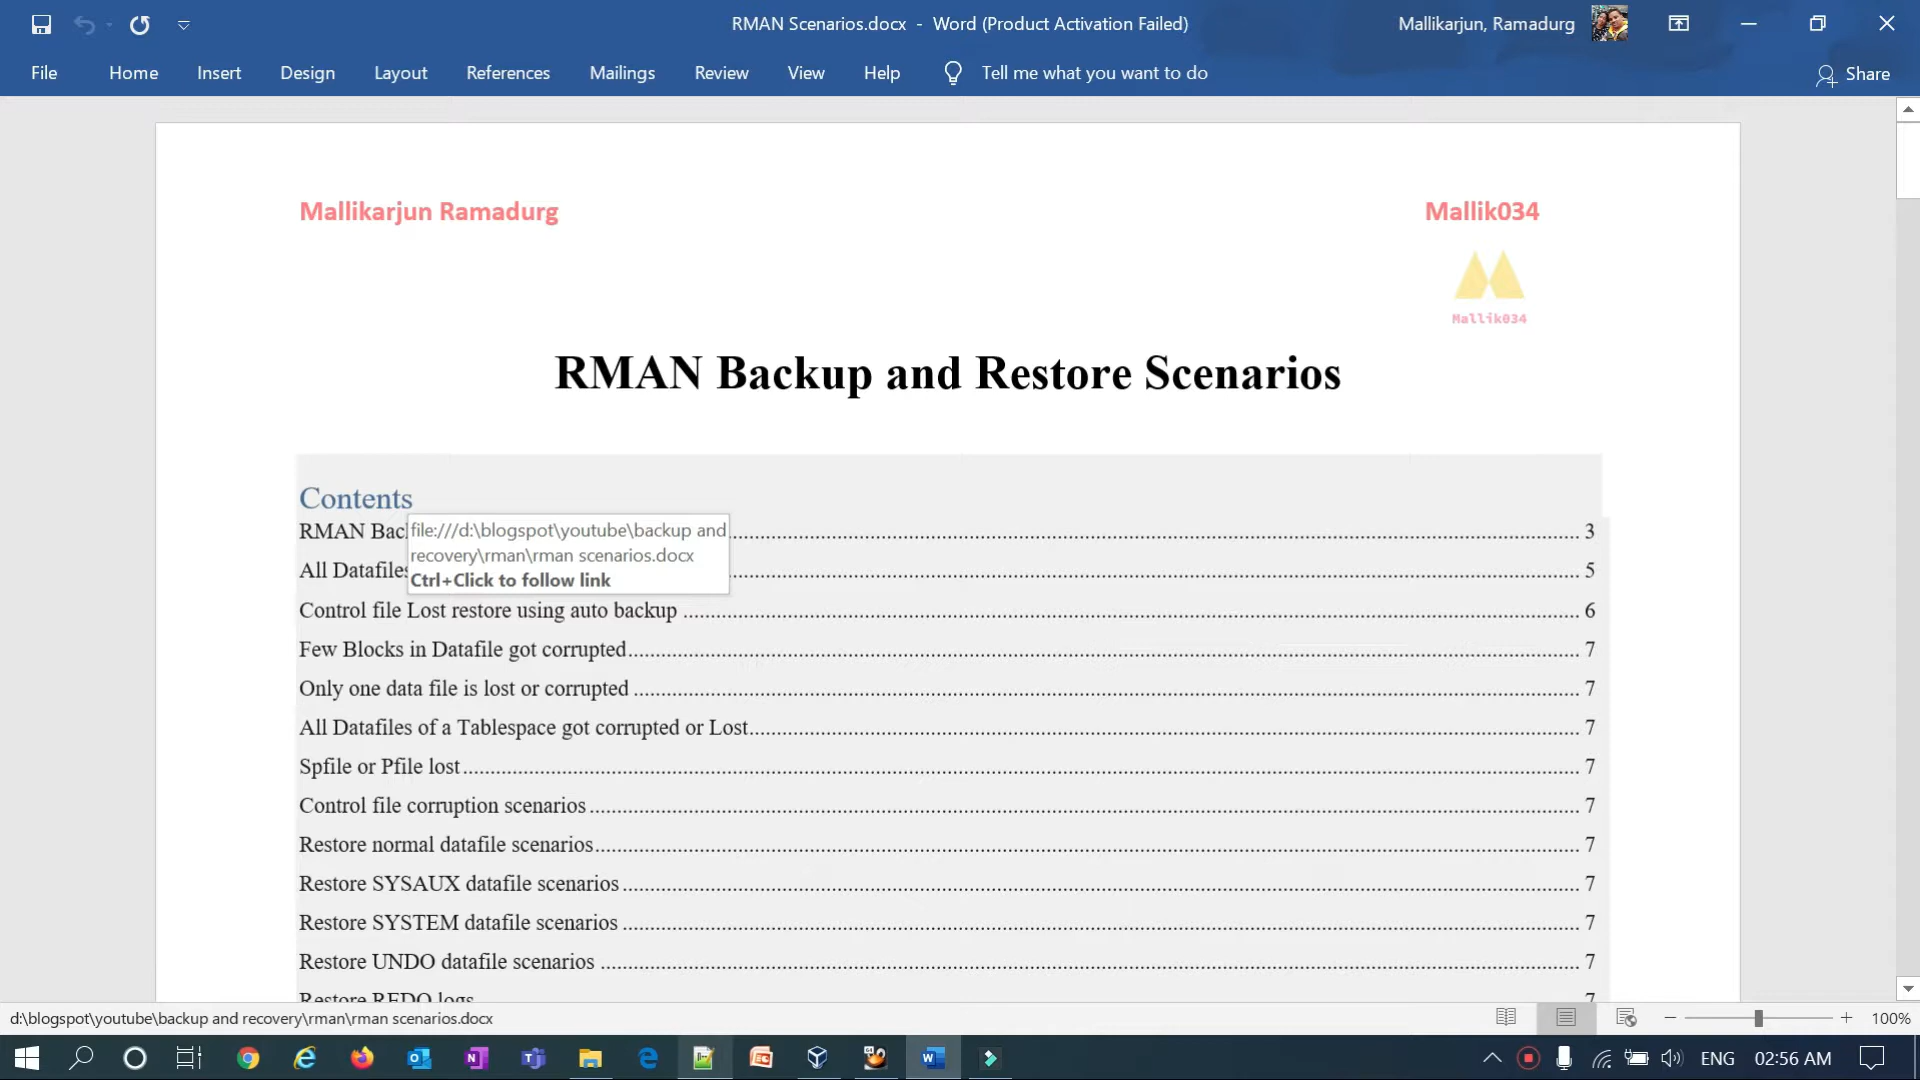 RMAN Scenarios.docx - Word (Product Activation Failed)
Mallikarjun, Ramadurg
File Home Insert Design Layout References Mailings Review View Help Tell me what you want to do Share
Mallikarjun Ramadurg Mallik034
Mallik034
RMAN Backup and Restore Scenarios
Contents
RMAN Bac 3
file:///d:\blogspot\youtube\backup and
recovery\rman\rman scenarios.docx
Ctrl+Click to follow link
All Datafiles 5
Control file Lost restore using auto backup 6
Few Blocks in Datafile got corrupted 7
Only one data file is lost or corrupted 7
All Datafiles of a Tablespace got corrupted or Lost 7
Spfile or Pfile lost 7
Control file corruption scenarios 7
Restore normal datafile scenarios 7
Restore SYSAUX datafile scenarios 7
Restore SYSTEM datafile scenarios 7
Restore UNDO datafile scenarios 7
Restore REDO logs 7
d:\blogspot\youtube\backup and recovery\rman\rman scenarios.docx
100%
ENG 02:56 AM